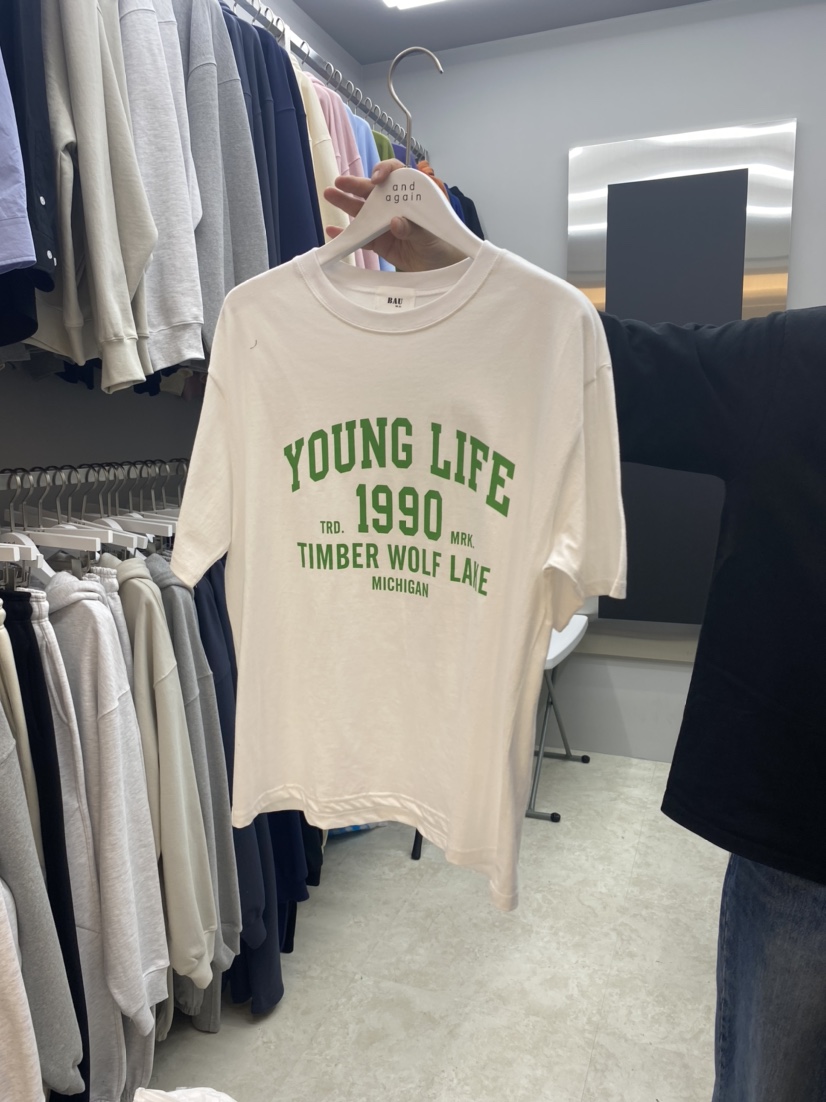 and
again
BAU
YOUNG LIFE
1990
TRD. MRK.
TIMBER WOLF LAKE
MICHIGAN